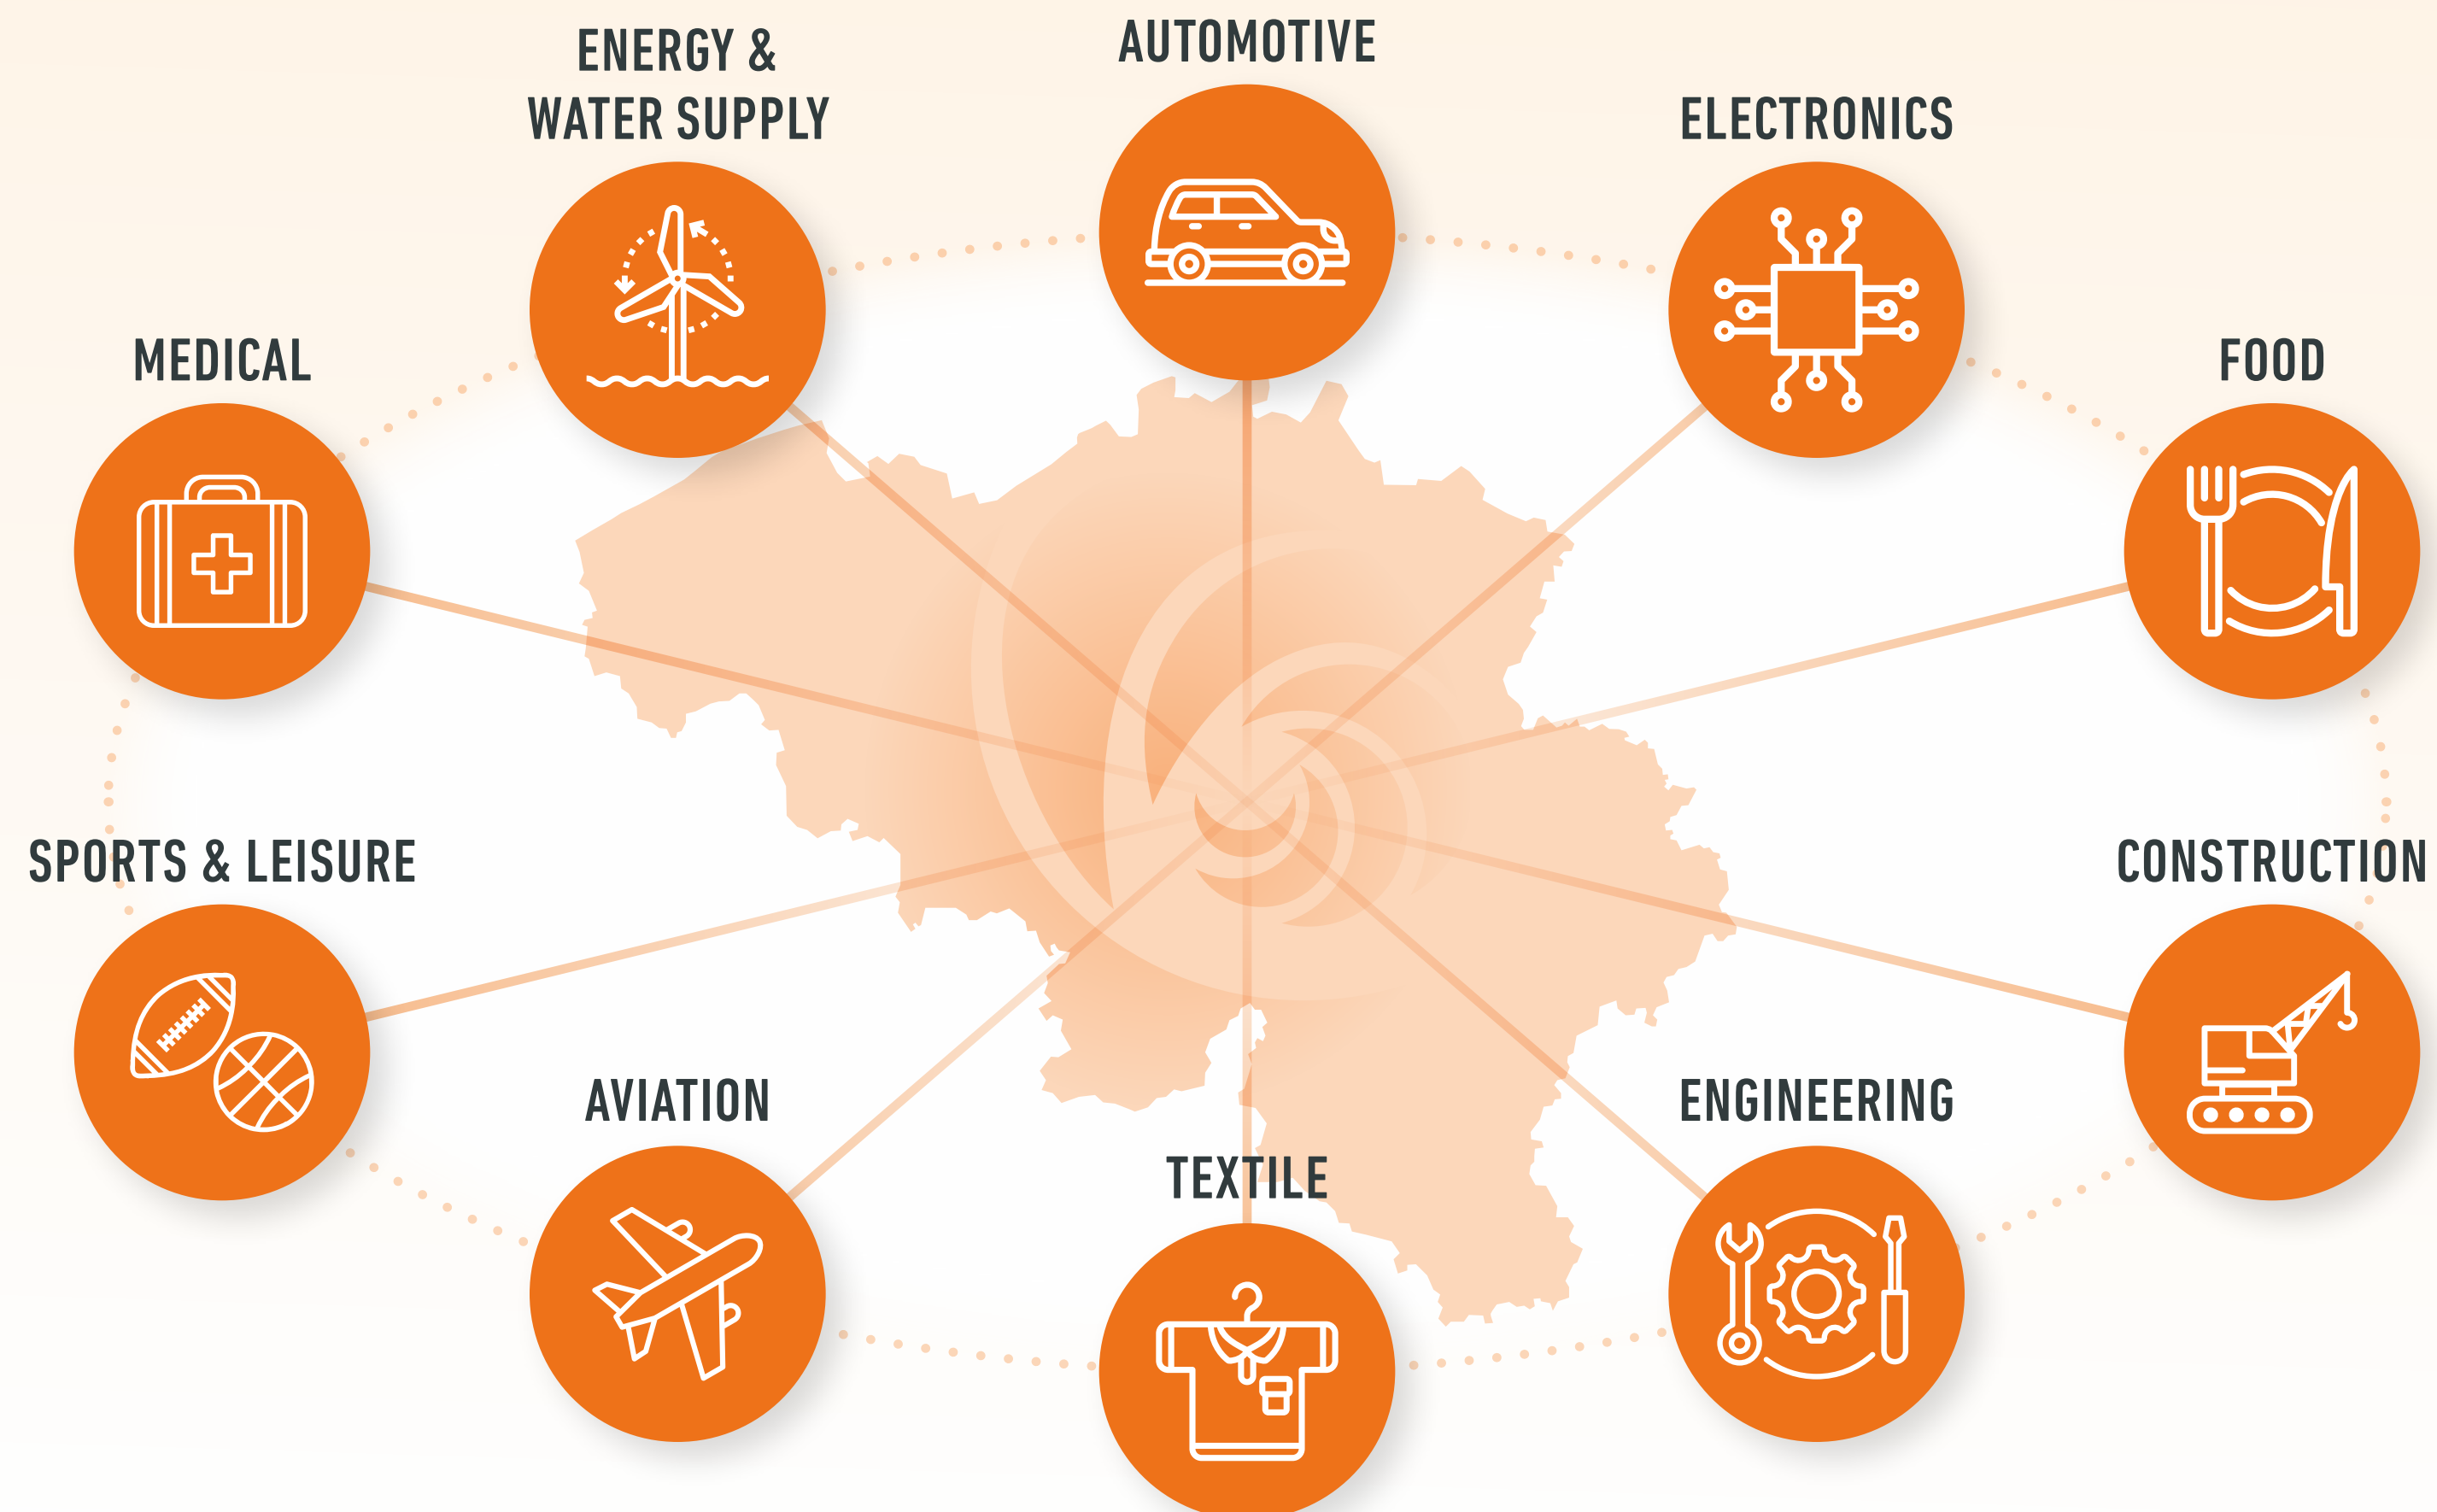 AUTOMOTIVE
ENERGY &
WATER SUPPLY
ELECTRONICS
MEDICAL
FOOD
SPORTS & LEISURE
CONSTRUCTION
AVIATION
ENGINEERING
TEXTILE